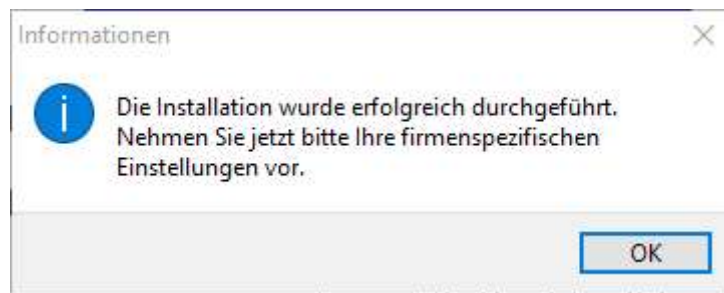 Informationen
Die Installation wurde erfolgreich durchgeführt.
Nehmen Sie jetzt bitte Ihre firmenspezifischen
Einstellungen vor.
OK